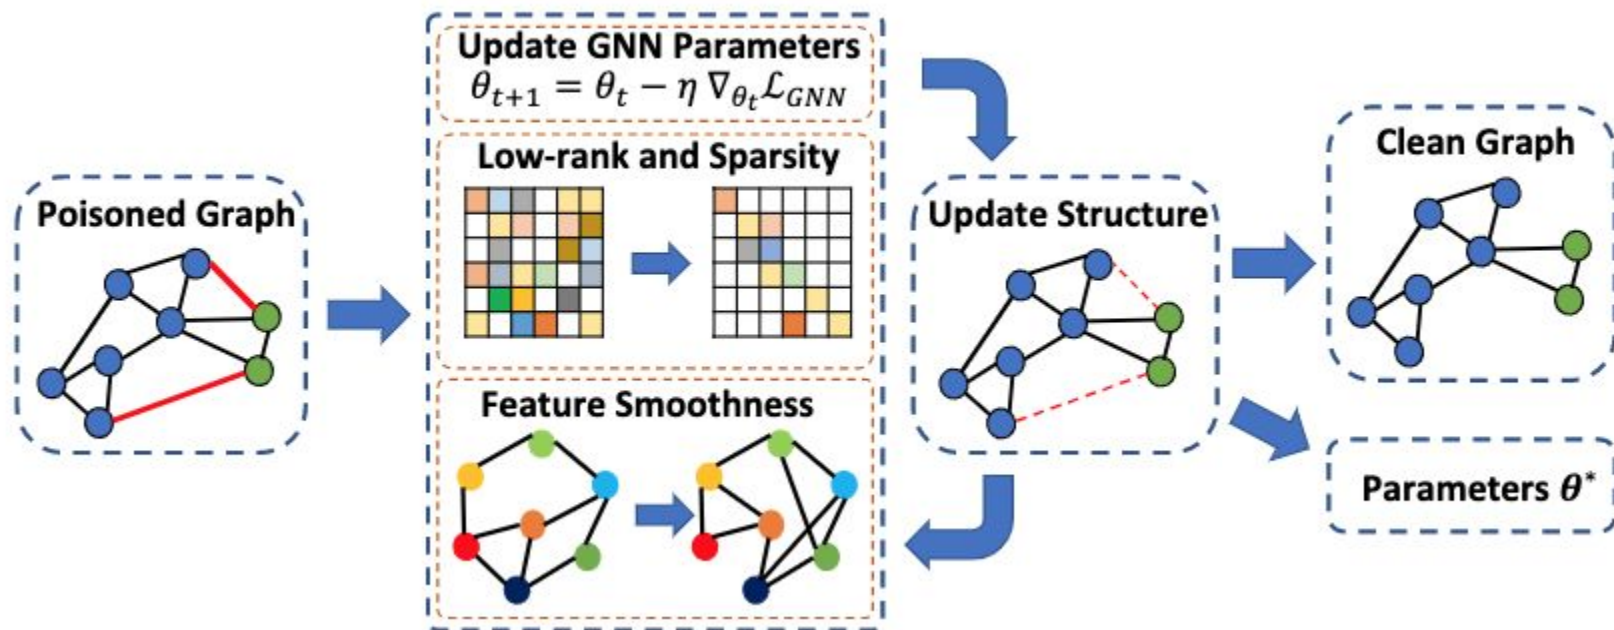 Poisoned Graph
Update GNN Parameters
θ_{t+1} = θ_t − η ∇_{θ_t} ℒ_{GNN}
Low-rank and Sparsity
Feature Smoothness
Update Structure
Clean Graph
Parameters θ*